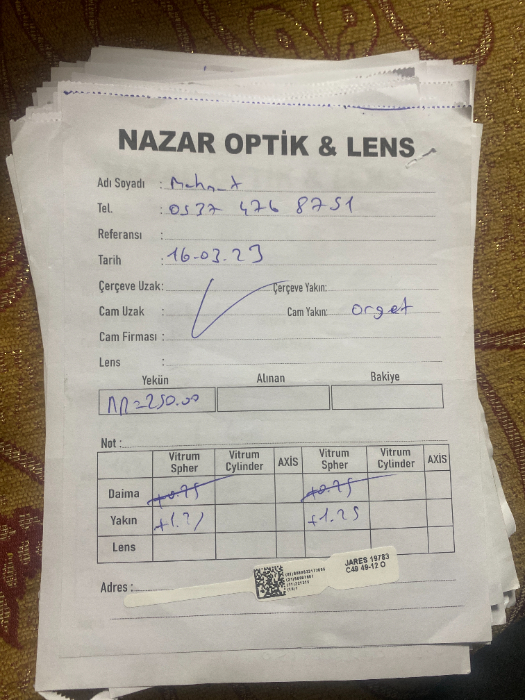 NAZAR OPTİK & LENS
Adı Soyadı : Mehmet
Tel. : 0537 476 8751
Referansı :
Tarih : 16-03.23
Çerçeve Uzak: Çerçeve Yakın:
Cam Uzak : Cam Yakın: orget
Cam Firması :
Lens :
Yekün Alınan Bakiye
=250.00
Not :
Vitrum Spher Vitrum Cylinder AXİS Vitrum Spher Vitrum Cylinder AXİS
Daima +0.75 +0.75
Yakın +1.25 +1.25
Lens
JARES 19783
C48 49-12 O
Adres :